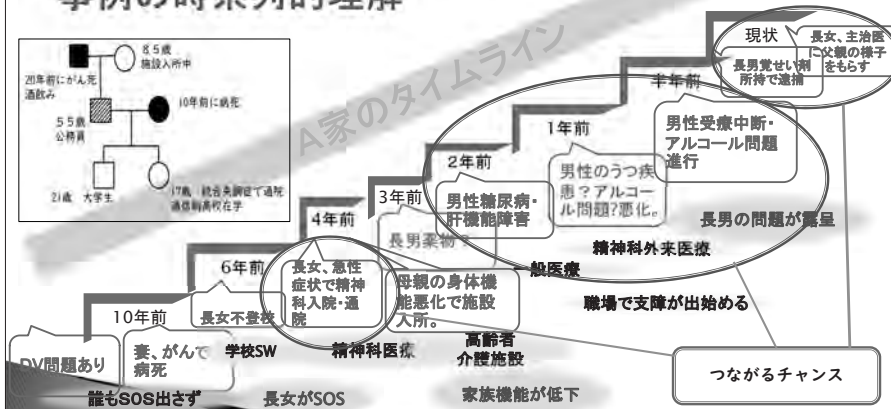 事例の時系列的理解
A家のタイムライン
85歳
施設入所中
20年前にがん死
酒飲み
10年前に病死
55歳
公務員
21歳 大学生
17歳 統合失調症で通院
通信制高校在学
10年前
DV問題あり
妻、がんで
病死
誰もSOS出さず
6年前
長女不登校
学校SW
長女がSOS
4年前
長女、急性
症状で精神
科入院・通
院
精神科医療
3年前
長男薬物?
母親の身体機
能悪化で施設
入所。
高齢者
介護施設
家族機能が低下
2年前
男性糖尿病・
肝機能障害
一般医療
1年前
男性のうつ疾
患?アルコー
ル問題?悪化。
精神科外来医療
職場で支障が出始める
半年前
男性受療中断・
アルコール問題
進行
長男の問題が露呈
現状
長男覚せい剤
所持で逮捕
長女、主治医
に父親の様子
をもらす
つながるチャンス